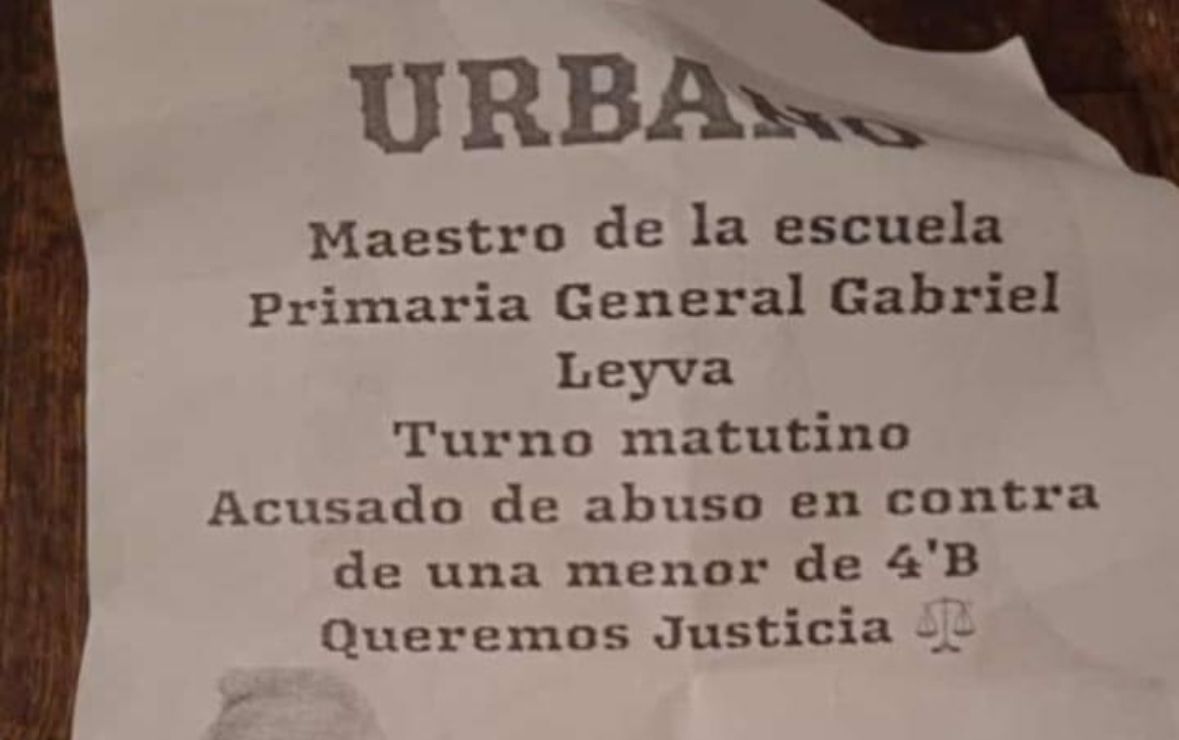 URBANO
Maestro de la escuela
Primaria General Gabriel
Leyva
Turno matutino
Acusado de abuso en contra
de una menor de 4'B
Queremos Justicia